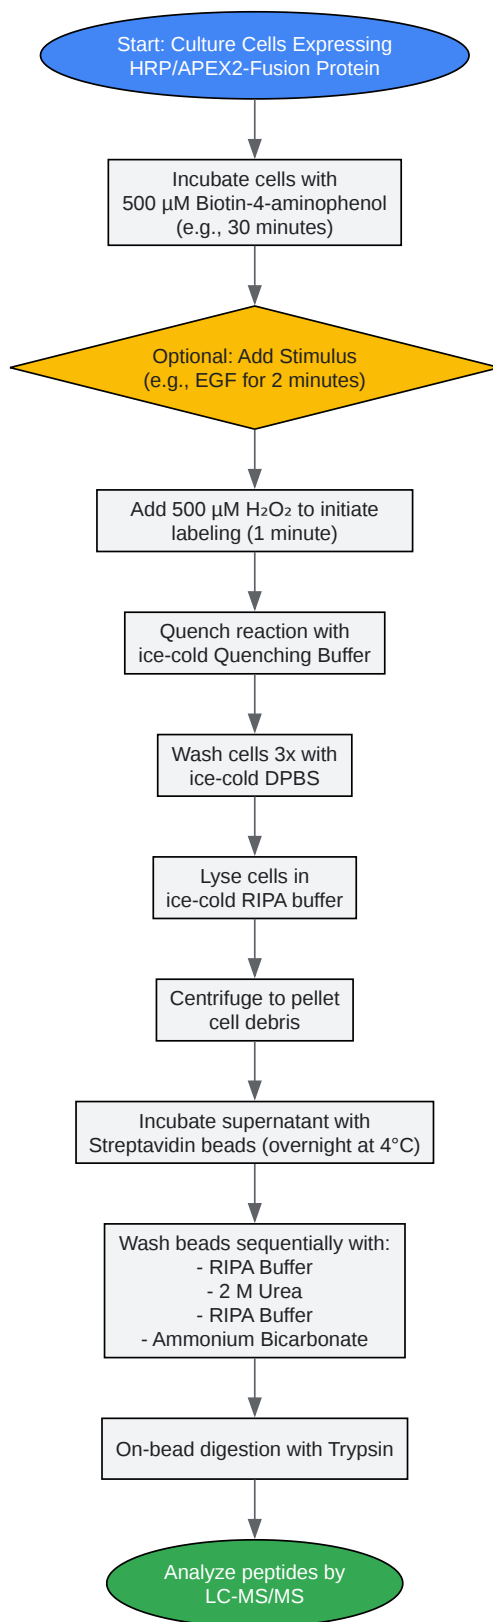 Start: Culture Cells Expressing
HRP/APEX2-Fusion Protein
Incubate cells with
500 µM Biotin-4-aminophenol
(e.g., 30 minutes)
Optional: Add Stimulus
(e.g., EGF for 2 minutes)
Add 500 µM H₂O₂ to initiate
labeling (1 minute)
Quench reaction with
ice-cold Quenching Buffer
Wash cells 3x with
ice-cold DPBS
Lyse cells in
ice-cold RIPA buffer
Centrifuge to pellet
cell debris
Incubate supernatant with
Streptavidin beads (overnight at 4°C)
Wash beads sequentially with:
- RIPA Buffer
- 2 M Urea
- RIPA Buffer
- Ammonium Bicarbonate
On-bead digestion with Trypsin
Analyze peptides by
LC-MS/MS